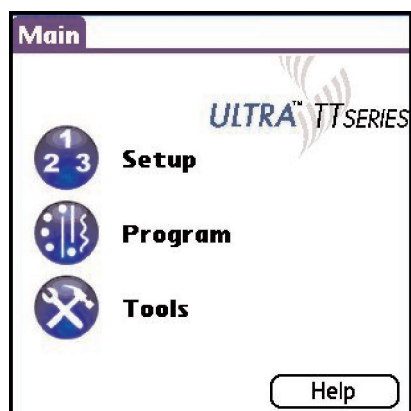 Main
ULTRA™ TTSERIES
1
2 3
Setup
Program
Tools
Help